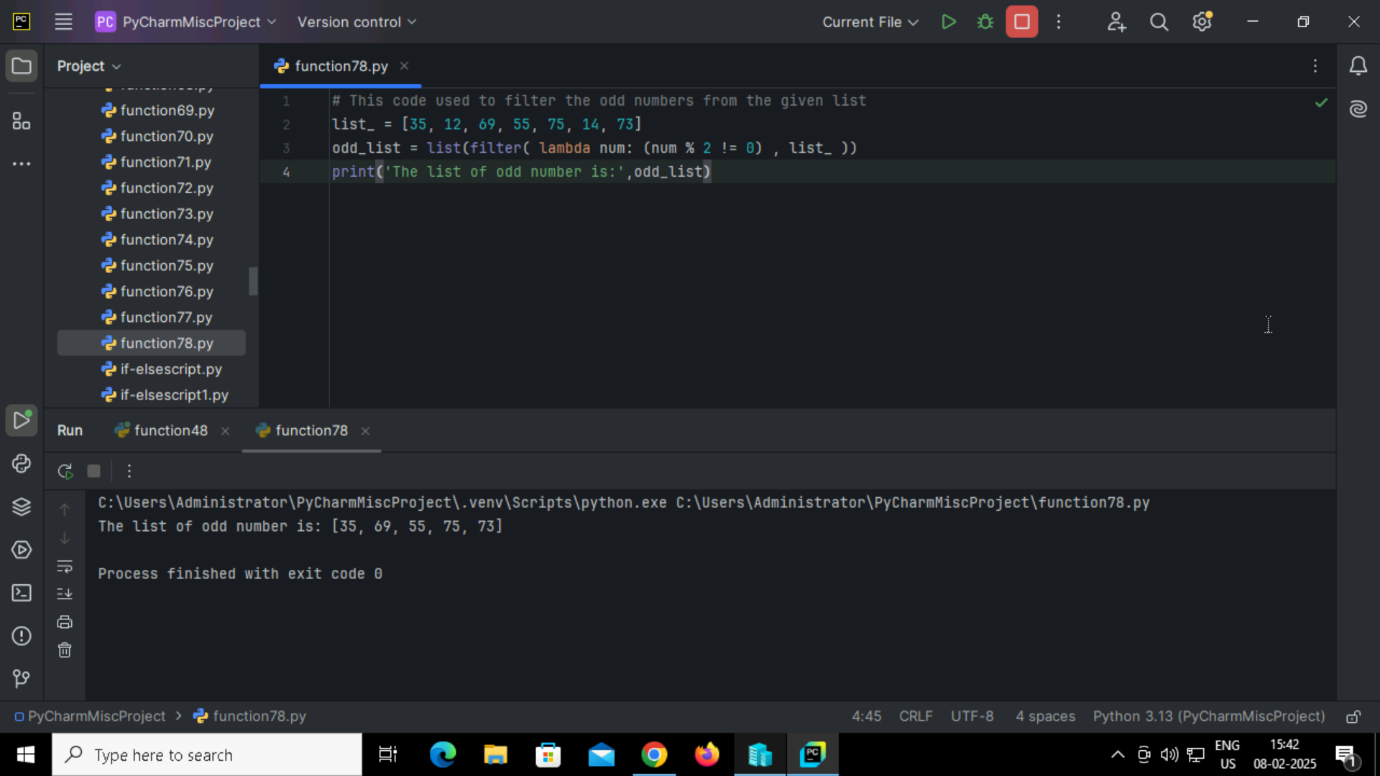 PC PC PyCharmMiscProject Version control Current File
Project function78.py
function69.py
function70.py
function71.py
function72.py
function73.py
function74.py
function75.py
function76.py
function77.py
function78.py
if-elsescript.py
if-elsescript1.py
1 # This code used to filter the odd numbers from the given list
2 list_ = [35, 12, 69, 55, 75, 14, 73]
3 odd_list = list(filter( lambda num: (num % 2 != 0) , list_ ))
4 print('The list of odd number is:',odd_list)
Run function48 function78
C:\Users\Administrator\PyCharmMiscProject\.venv\Scripts\python.exe C:\Users\Administrator\PyCharmMiscProject\function78.py
The list of odd number is: [35, 69, 55, 75, 73]
Process finished with exit code 0
PyCharmMiscProject > function78.py 4:45 CRLF UTF-8 4 spaces Python 3.13 (PyCharmMiscProject)
Type here to search PC ENG 15:42
US 08-02-2025 1